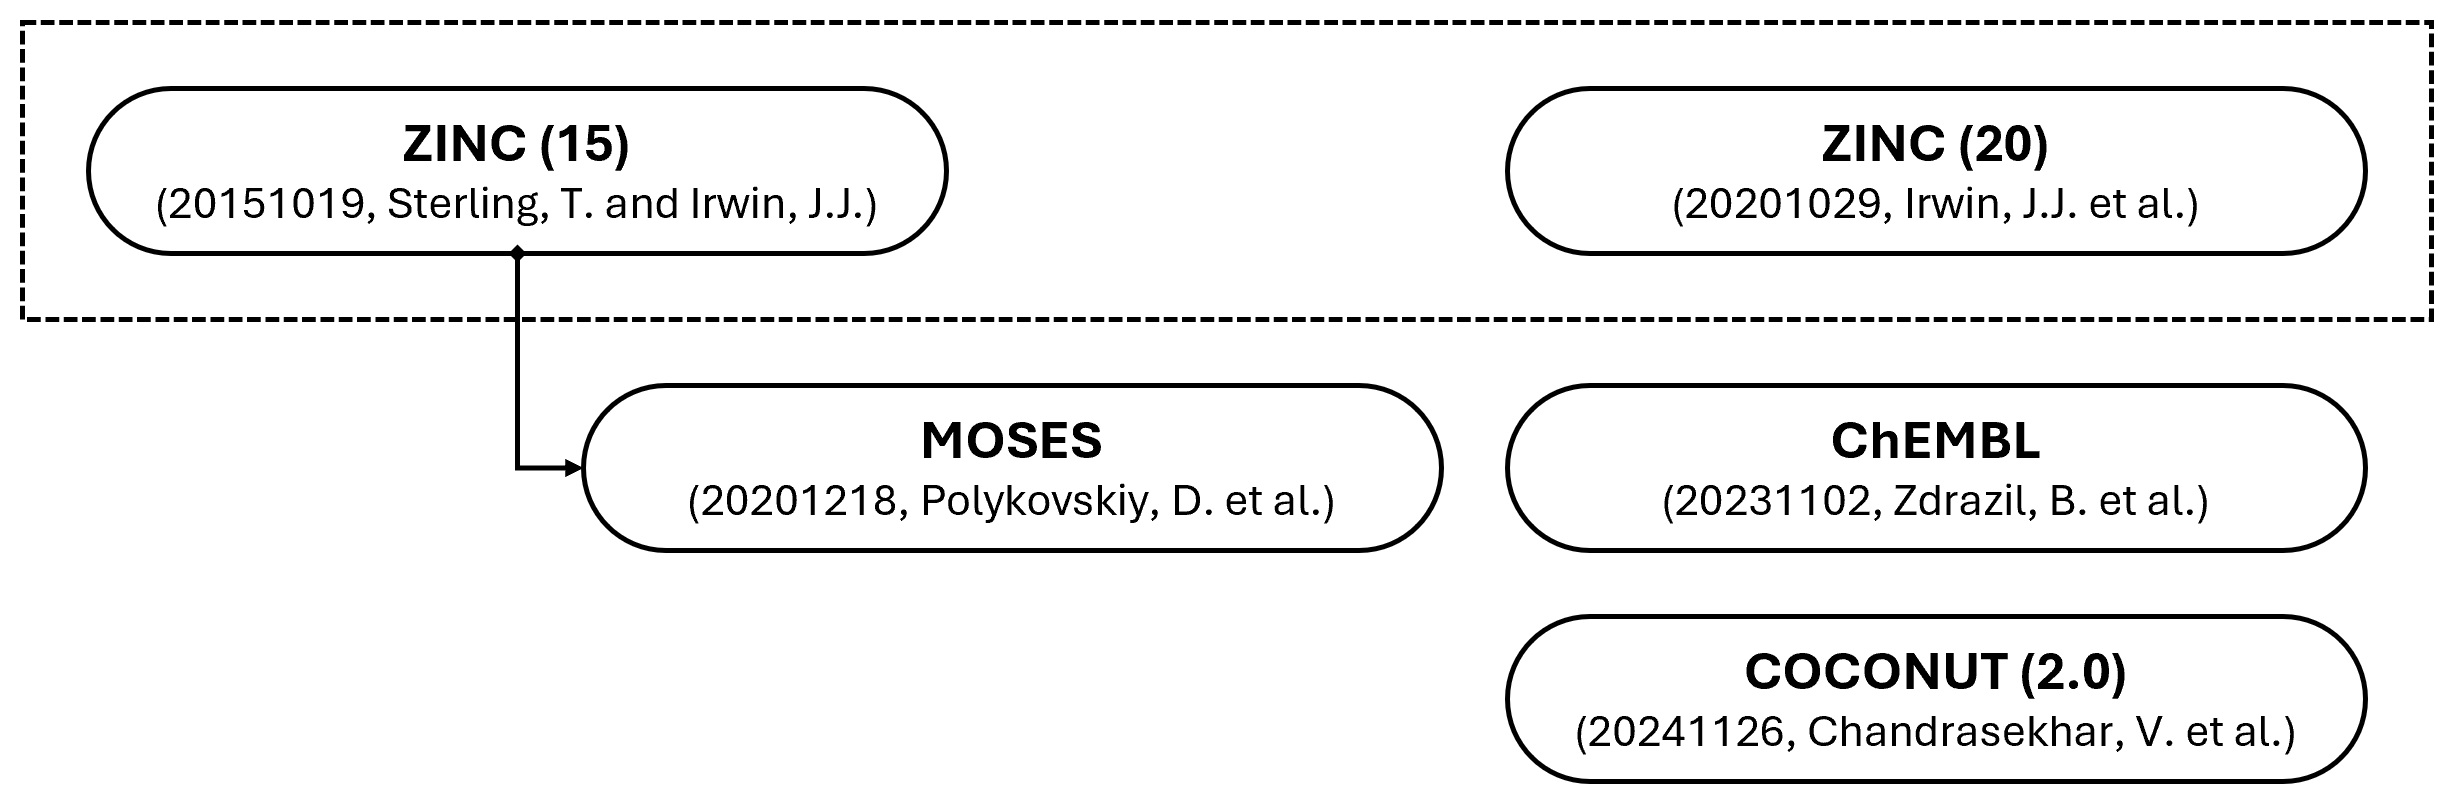 ZINC (15)
(20151019, Sterling, T. and Irwin, J.J.)
ZINC (20)
(20201029, Irwin, J.J. et al.)
MOSES
(20201218, Polykovskiy, D. et al.)
ChEMBL
(20231102, Zdrazil, B. et al.)
COCONUT (2.0)
(20241126, Chandrasekhar, V. et al.)